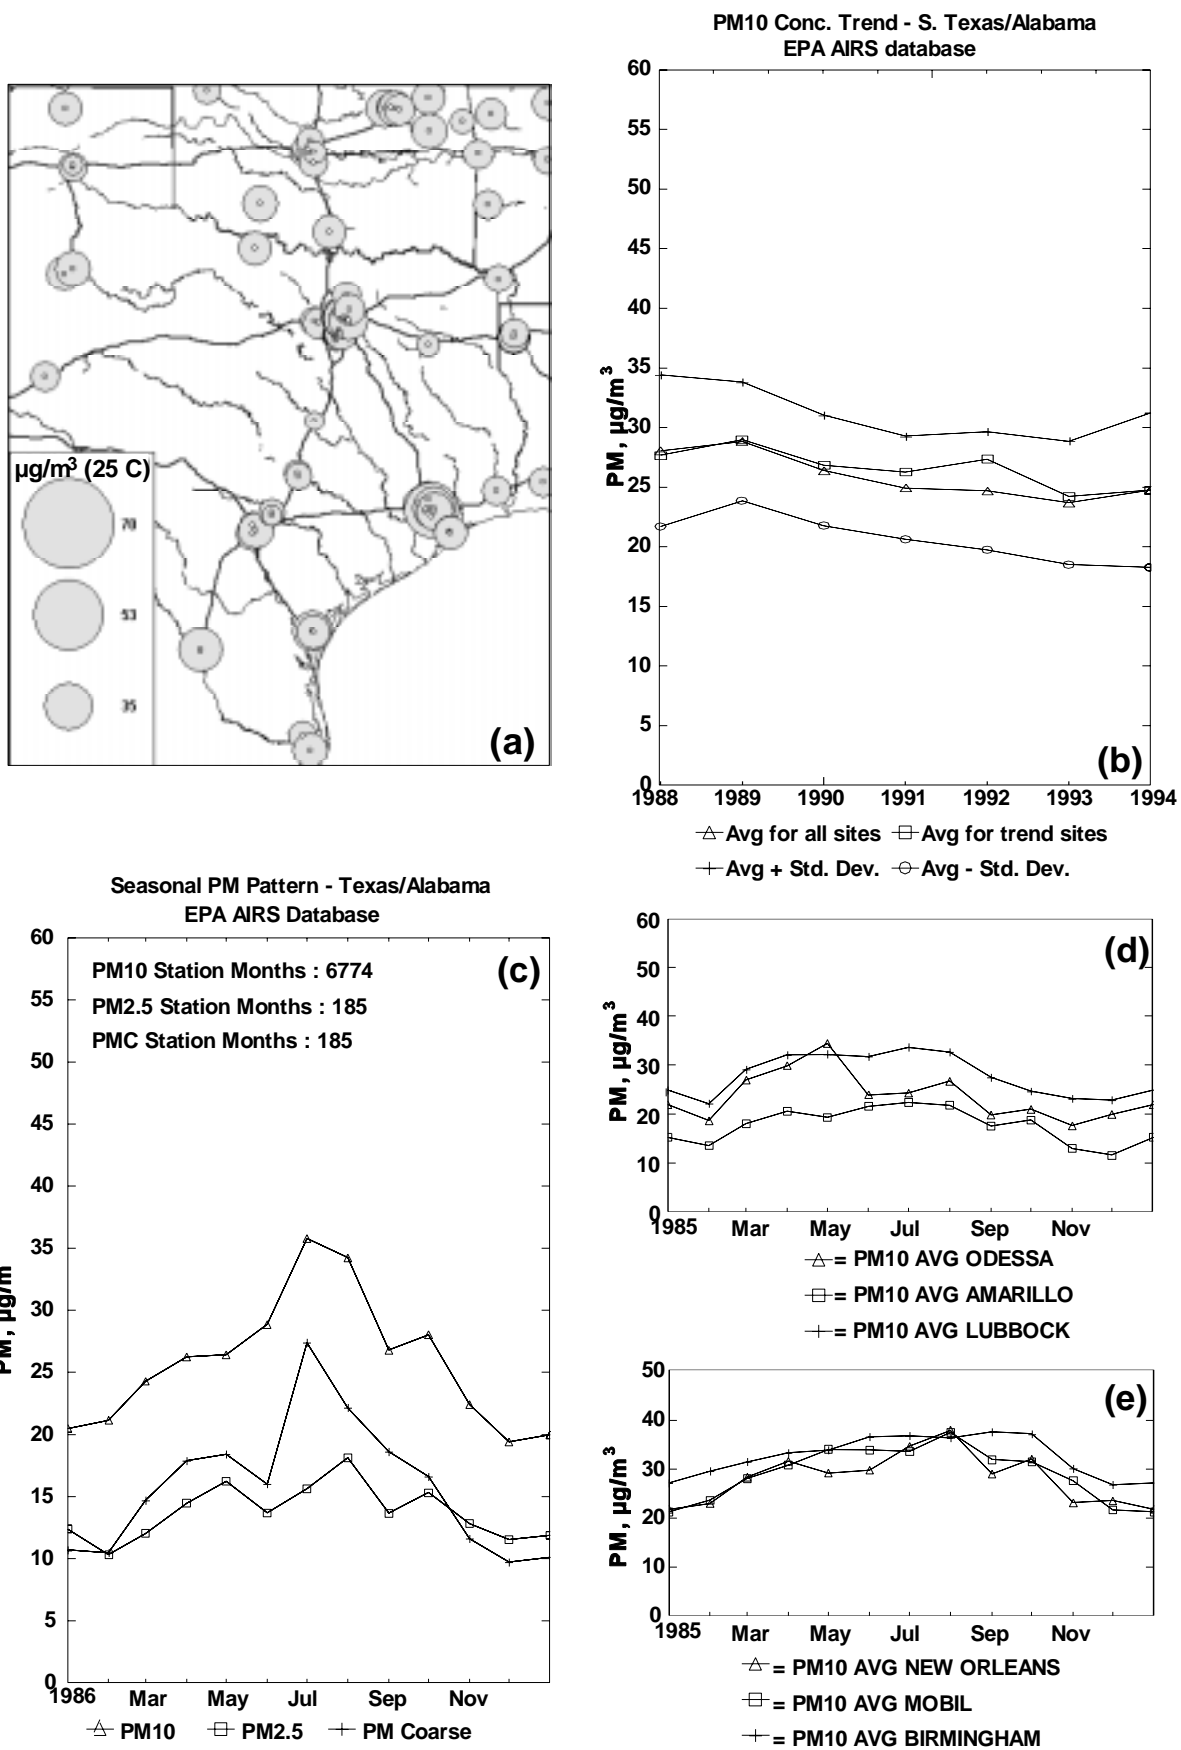 µg/m³ (25 C)
70
53
35
(a)
PM10 Conc. Trend - S. Texas/Alabama
EPA AIRS database
60
55
50
45
40
35
30
25
20
15
10
5
0
PM, µg/m³
(b)
1988 1989 1990 1991 1992 1993 1994
Avg for all sites Avg for trend sites
Avg + Std. Dev. Avg - Std. Dev.
Seasonal PM Pattern - Texas/Alabama
EPA AIRS Database
60
55
50
45
40
35
30
25
20
15
10
5
0
PM, µg/m
PM10 Station Months : 6774
PM2.5 Station Months : 185
PMC Station Months : 185
(c)
1986 Mar May Jul Sep Nov
PM10 PM2.5 PM Coarse
60
50
40
30
20
10
0
PM, µg/m³
(d)
1985 Mar May Jul Sep Nov
= PM10 AVG ODESSA
= PM10 AVG AMARILLO
= PM10 AVG LUBBOCK
50
40
30
20
10
0
PM, µg/m³
(e)
1985 Mar May Jul Sep Nov
= PM10 AVG NEW ORLEANS
= PM10 AVG MOBIL
= PM10 AVG BIRMINGHAM